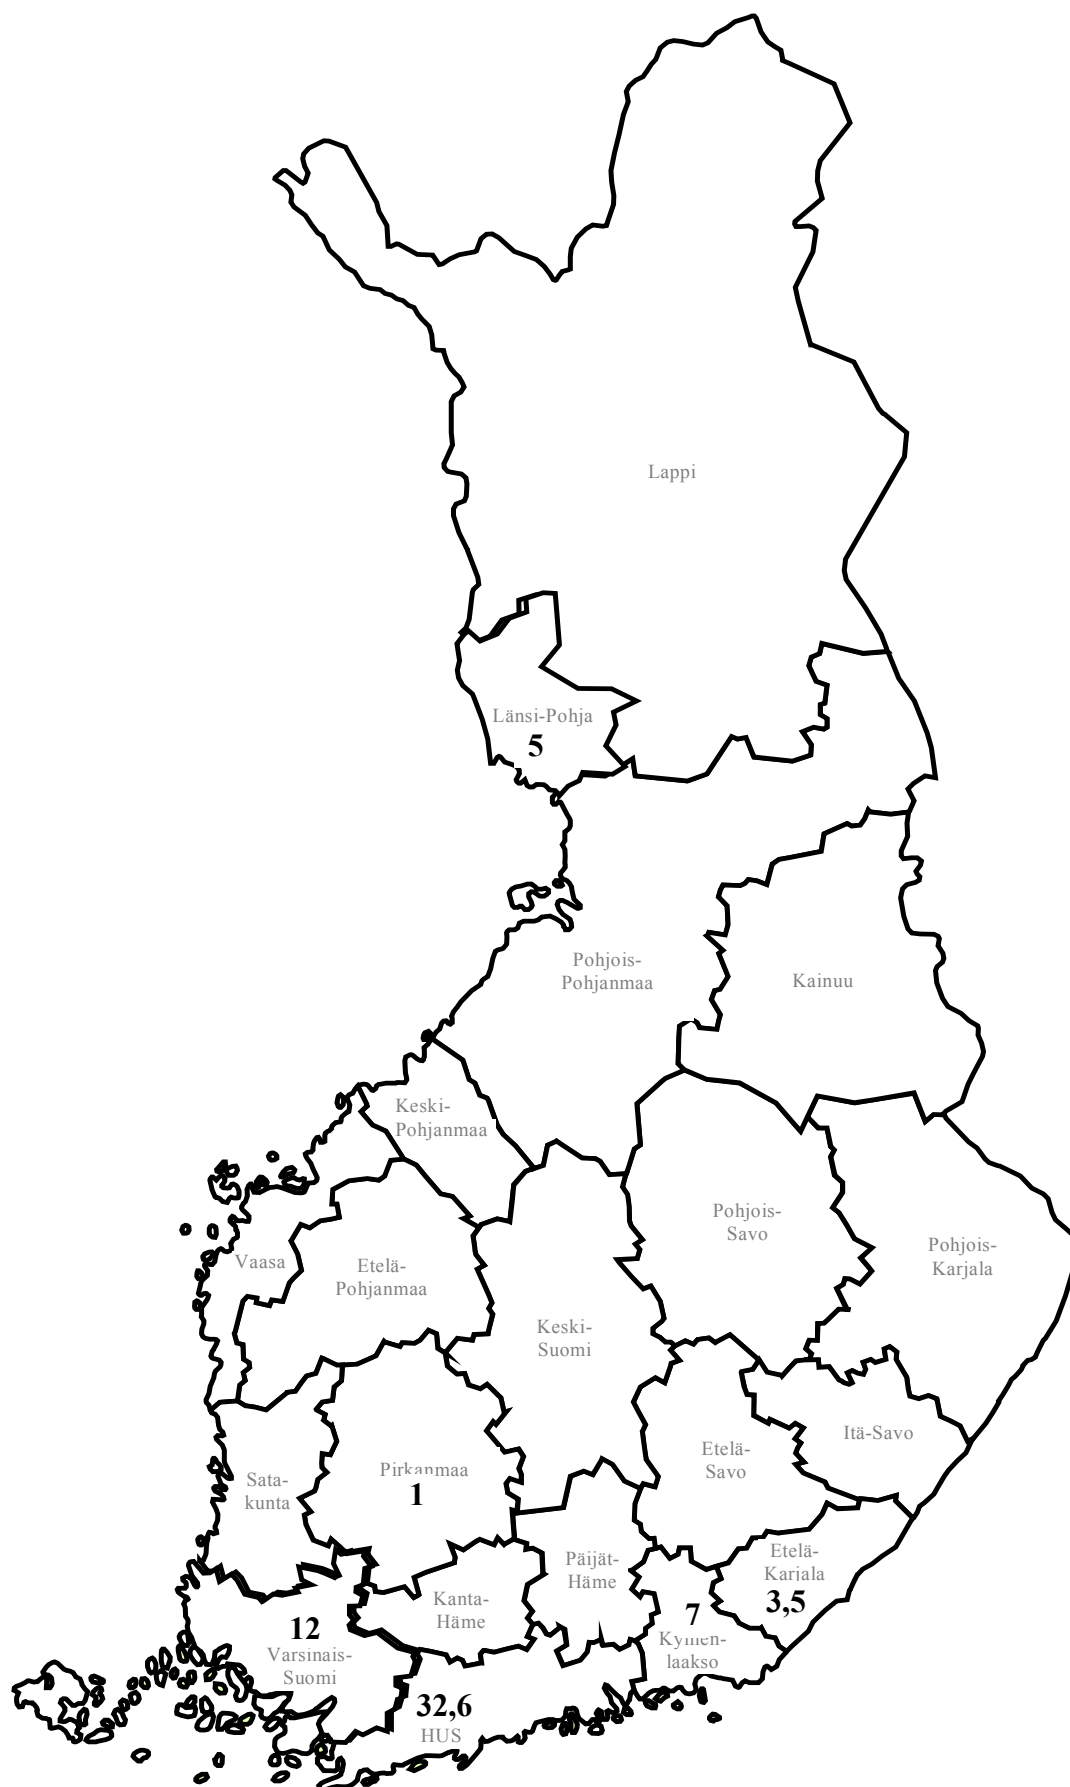 Lappi
Länsi-Pohja
5
Pohjois-
Pohjanmaa
Kainuu
Keski-
Pohjanmaa
Pohjois-
Savo
Pohjois-
Karjala
Vaasa
Etelä-
Pohjanmaa
Keski-
Suomi
Itä-Savo
Etelä-
Savo
Sata-
kunta
Pirkanmaa
1
Etelä-
Karjala
3,5
Päijät-
Häme
Kanta-
Häme
7
Kymen-
laakso
12
Varsinais-
Suomi
32,6
HUS